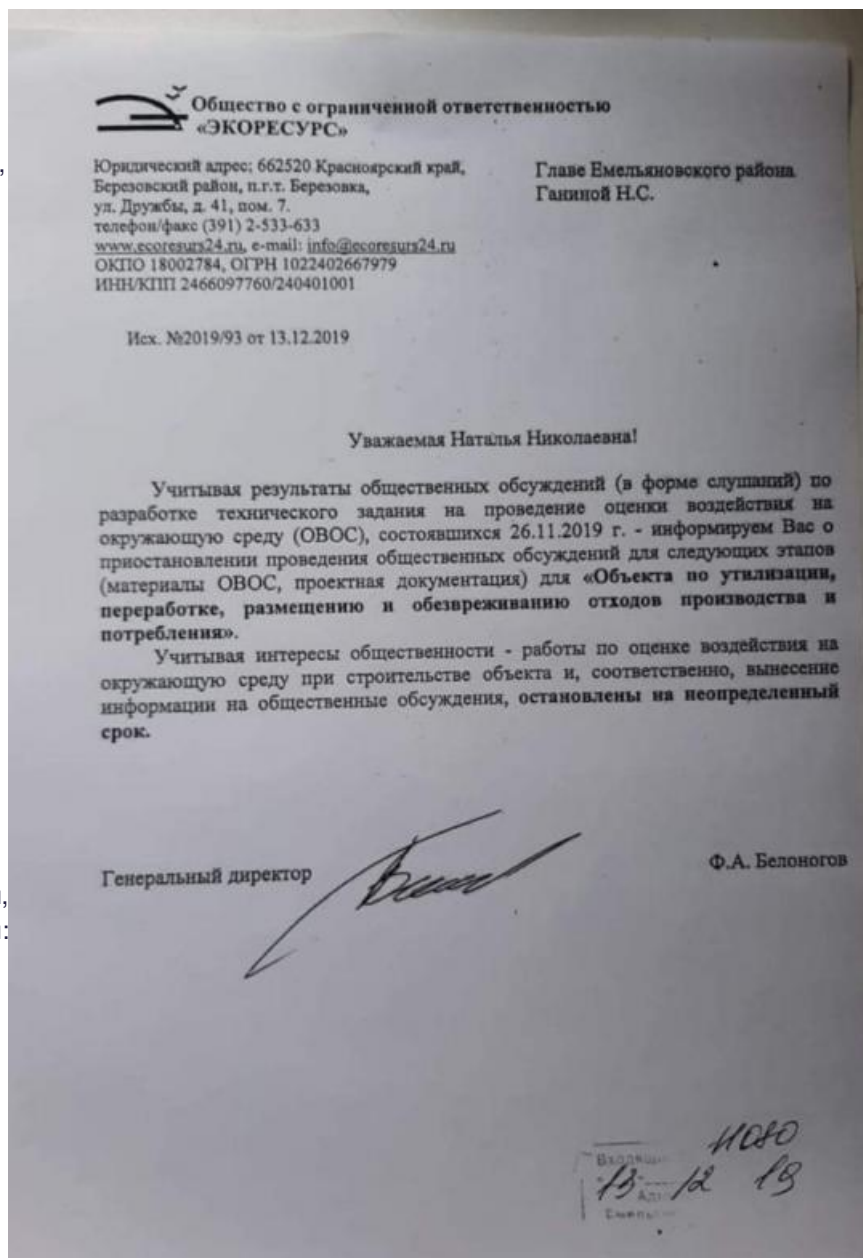 Общество с ограниченной ответственностью
«ЭКОРЕСУРС»
Юридический адрес: 662520 Красноярский край,
Березовский район, п.г.т. Березовка,
ул. Дружбы, д. 41, пом. 7.
телефон/факс (391) 2-533-633
www.ecoresurs24.ru, e-mail: info@ecoresurs24.ru
ОКПО 18002784, ОГРН 1022402667979
ИНН/КПП 2466097760/240401001
Главе Емельяновского района
Ганиной Н.С.
Исх. №2019/93 от 13.12.2019
Уважаемая Наталья Николаевна!
Учитывая результаты общественных обсуждений (в форме слушаний) по
разработке технического задания на проведение оценки воздействия на
окружающую среду (ОВОС), состоявшихся 26.11.2019 г. - информируем Вас о
приостановлении проведения общественных обсуждений для следующих этапов
(материалы ОВОС, проектная документация) для «Объекта по утилизации,
переработке, размещению и обезвреживанию отходов производства и
потребления».
Учитывая интересы общественности - работы по оценке воздействия на
окружающую среду при строительстве объекта и, соответственно, вынесение
информации на общественные обсуждения, остановлены на неопределенный
срок.
Генеральный директор
Ф.А. Белоногов
13 12 19